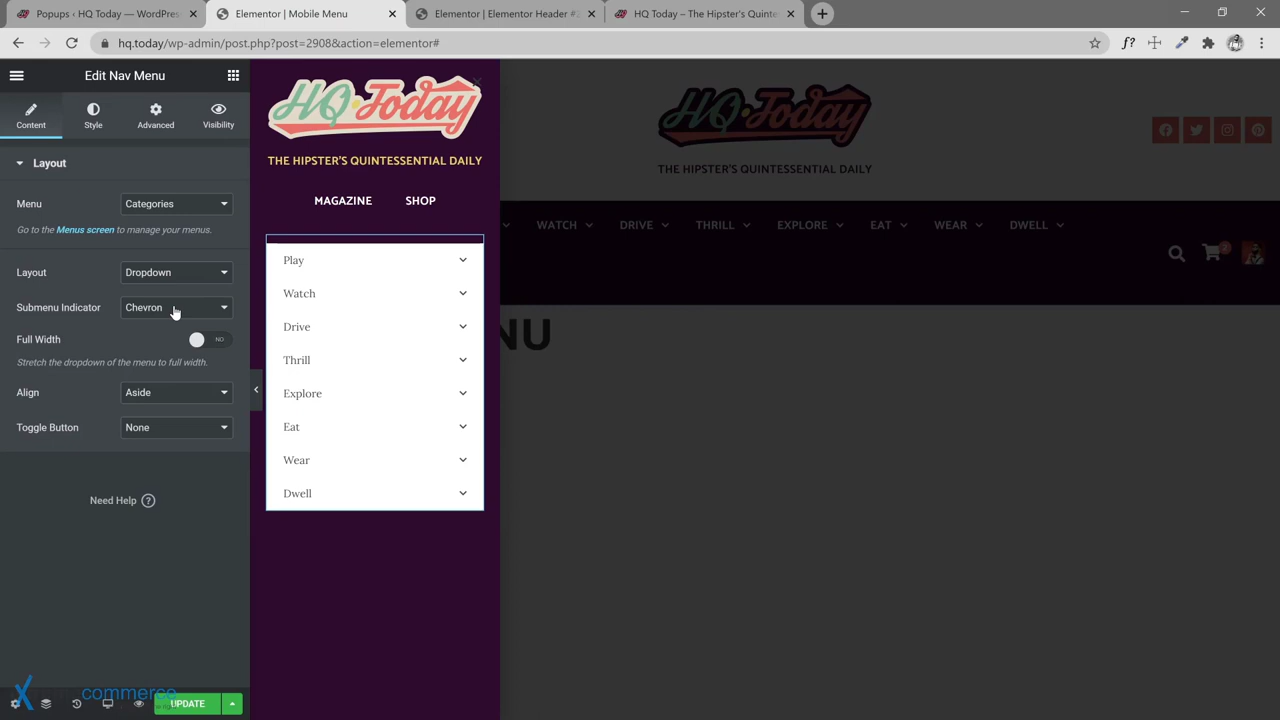 Popups ‹ HQ Today — WordPres
Elementor | Mobile Menu
Elementor | Elementor Header #2
HQ Today – The Hipster's Quintes
hq.today/wp-admin/post.php?post=2908&action=elementor#
Edit Nav Menu
Content
Style
Advanced
Visibility
Layout
Menu
Categories
Go to the Menus screen to manage your menus.
Layout
Dropdown
Submenu Indicator
Chevron
Full Width
NO
Stretch the dropdown of the menu to full width.
Align
Aside
Toggle Button
None
Need Help
UPDATE
commerce
HQ Today
THE HIPSTER'S QUINTESSENTIAL DAILY
MAGAZINE SHOP
Play
Watch
Drive
Thrill
Explore
Eat
Wear
Dwell
HQ Today
THE HIPSTER'S QUINTESSENTIAL DAILY
WATCH DRIVE THRILL EXPLORE EAT WEAR DWELL
2
NU